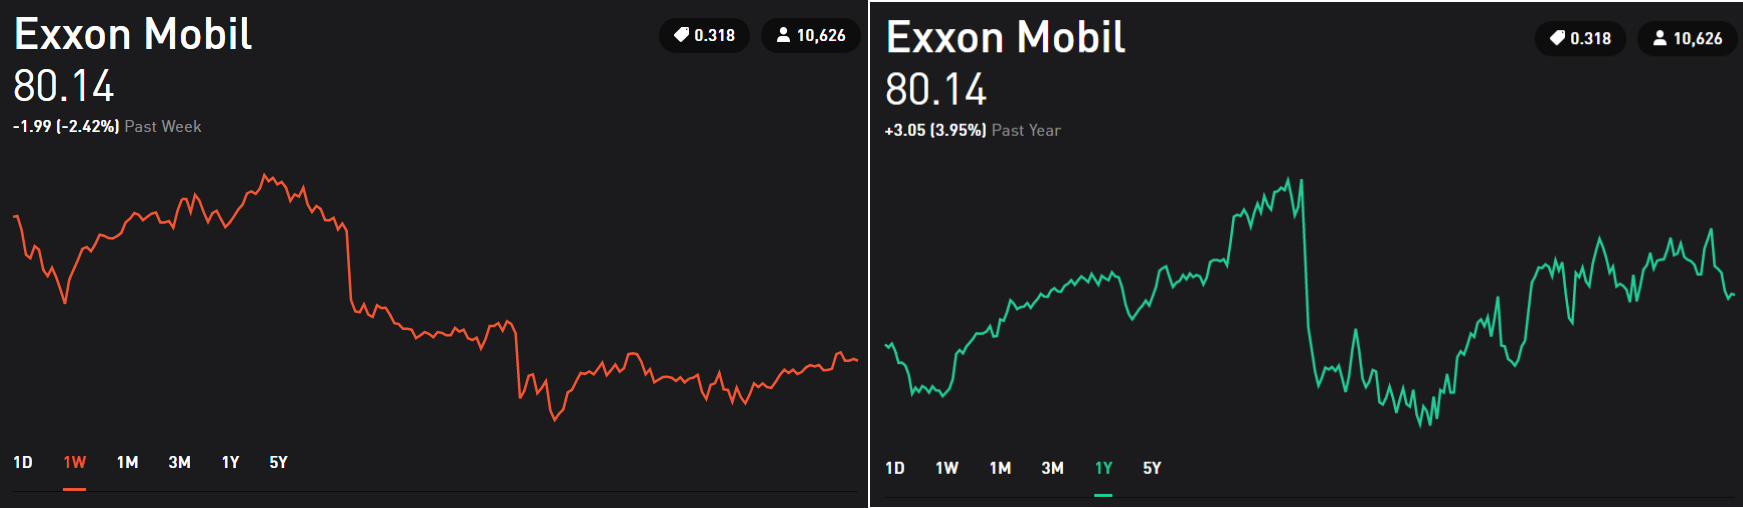 Exxon Mobil
0.318
10,626
80.14
-1.99 (-2.42%) Past Week
1D 1W 1M 3M 1Y 5Y
Exxon Mobil
0.318
10,626
80.14
+3.05 (3.95%) Past Year
1D 1W 1M 3M 1Y 5Y